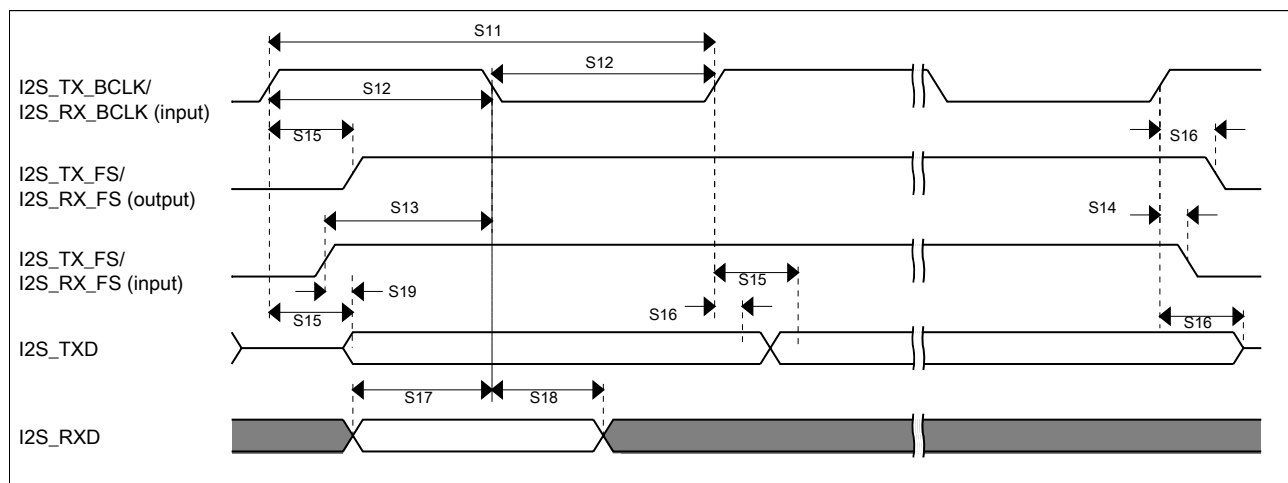 S11
S12
I2S_TX_BCLK/
I2S_RX_BCLK (input)
S12
S15
S16
I2S_TX_FS/
I2S_RX_FS (output)
S13
S14
I2S_TX_FS/
I2S_RX_FS (input)
S15
S19
S16
S15
S16
I2S_TXD
S17
S18
I2S_RXD